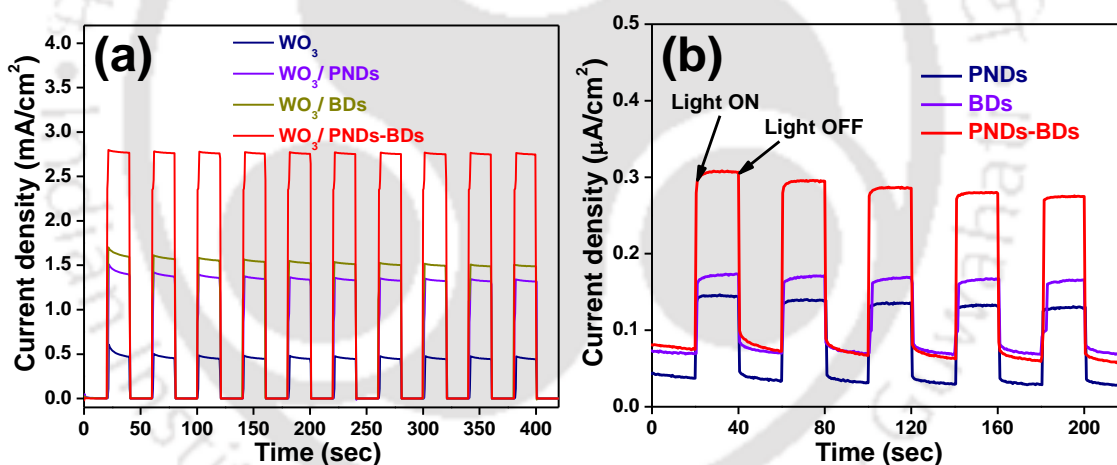 (a)
WO3
WO3/ PNDs
WO3/ BDs
WO3/ PNDs-BDs
4.0
3.5
3.0
2.5
2.0
1.5
1.0
0.5
0.0
Current density (mA/cm2)
0 50 100 150 200 250 300 350 400
Time (sec)
(b)
PNDs
BDs
PNDs-BDs
Light ON
Light OFF
0.5
0.4
0.3
0.2
0.1
0.0
Current density (μA/cm2)
0 40 80 120 160 200
Time (sec)
Guwahati
Indian Insti